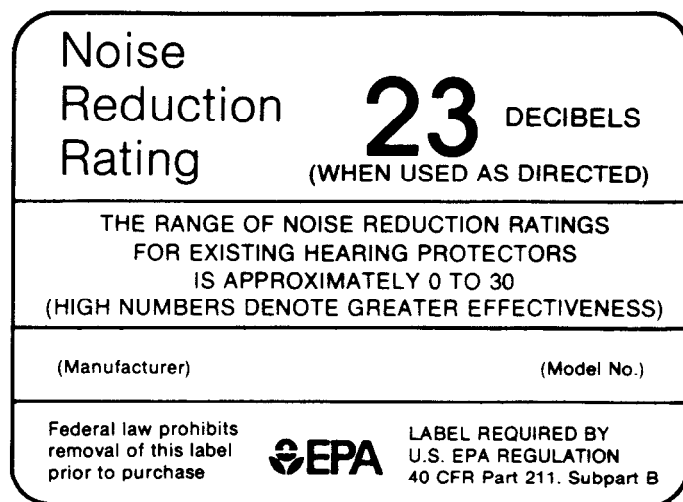 Noise
Reduction
Rating
23 DECIBELS
(WHEN USED AS DIRECTED)
THE RANGE OF NOISE REDUCTION RATINGS
FOR EXISTING HEARING PROTECTORS
IS APPROXIMATELY 0 TO 30
(HIGH NUMBERS DENOTE GREATER EFFECTIVENESS)
(Manufacturer) (Model No.)
Federal law prohibits
removal of this label
prior to purchase
EPA
LABEL REQUIRED BY
U.S. EPA REGULATION
40 CFR Part 211. Subpart B